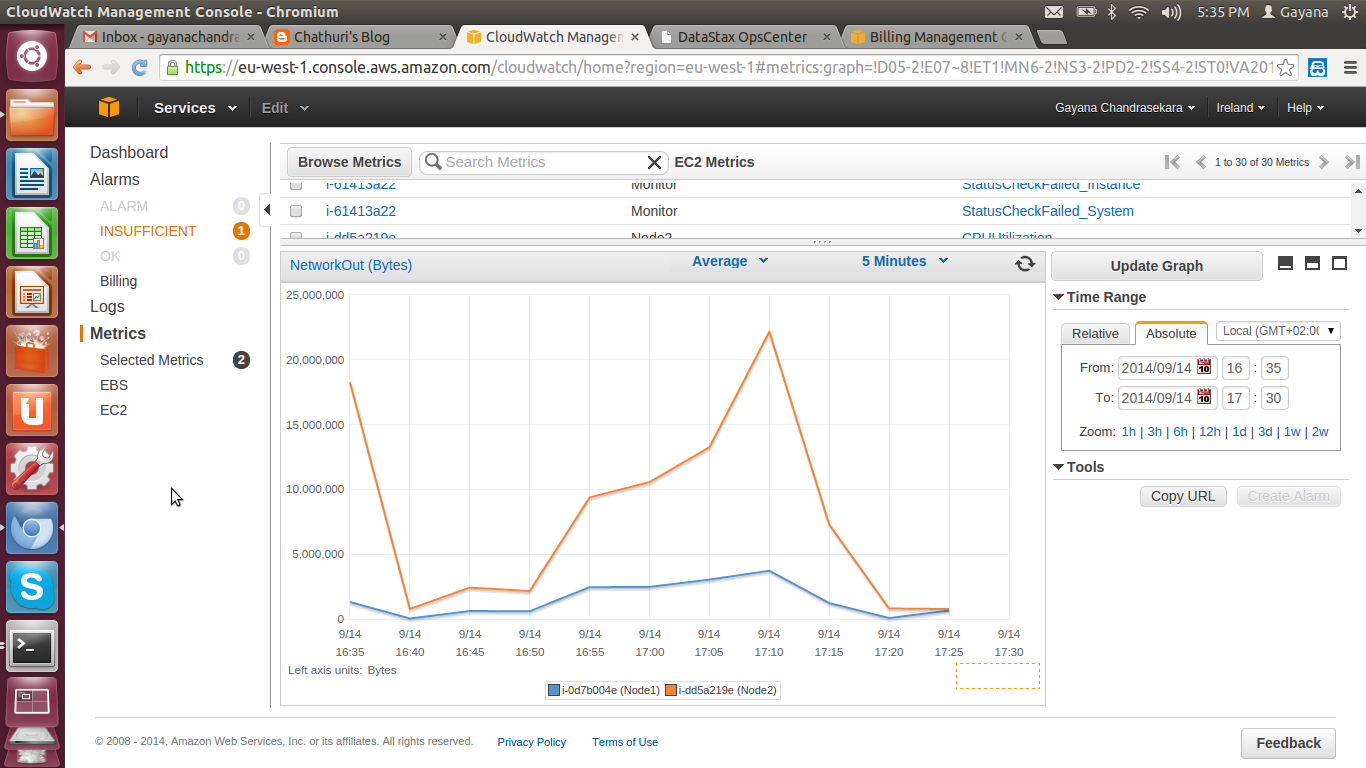 CloudWatch Management Console - Chromium
5:35 PM Gayana
Inbox - gayanachandra × Chathuri's Blog × CloudWatch Managem × DataStax OpsCenter × Billing Management C ×
https://eu-west-1.console.aws.amazon.com/cloudwatch/home?region=eu-west-1#metrics:graph=!D05-2!E07~8!ET1!MN6-2!NS3-2!PD2-2!SS4-2!ST0!VA201
Services Edit Gayana Chandrasekara Ireland Help
Dashboard
Alarms
ALARM 0
INSUFFICIENT 1
OK 0
Billing
Logs
Metrics
Selected Metrics 2
EBS
EC2
Browse Metrics Search Metrics EC2 Metrics 1 to 30 of 30 Metrics
i-61413a22 Monitor StatusCheckFailed_Instance
i-61413a22 Monitor StatusCheckFailed_System
i-dd5a219e Node2 CPUUtilization
NetworkOut (Bytes) Average 5 Minutes
25,000,000
20,000,000
15,000,000
10,000,000
5,000,000
0
9/14 9/14 9/14 9/14 9/14 9/14 9/14 9/14 9/14 9/14 9/14 9/14
16:35 16:40 16:45 16:50 16:55 17:00 17:05 17:10 17:15 17:20 17:25 17:30
Left axis units: Bytes
i-0d7b004e (Node1) i-dd5a219e (Node2)
Update Graph
Time Range
Relative Absolute Local (GMT+02:00
From: 2014/09/14 10 16 : 35
To: 2014/09/14 10 17 : 30
Zoom: 1h | 3h | 6h | 12h | 1d | 3d | 1w | 2w
Tools
Copy URL Create Alarm
© 2008 - 2014, Amazon Web Services, Inc. or its affiliates. All rights reserved. Privacy Policy Terms of Use
Feedback